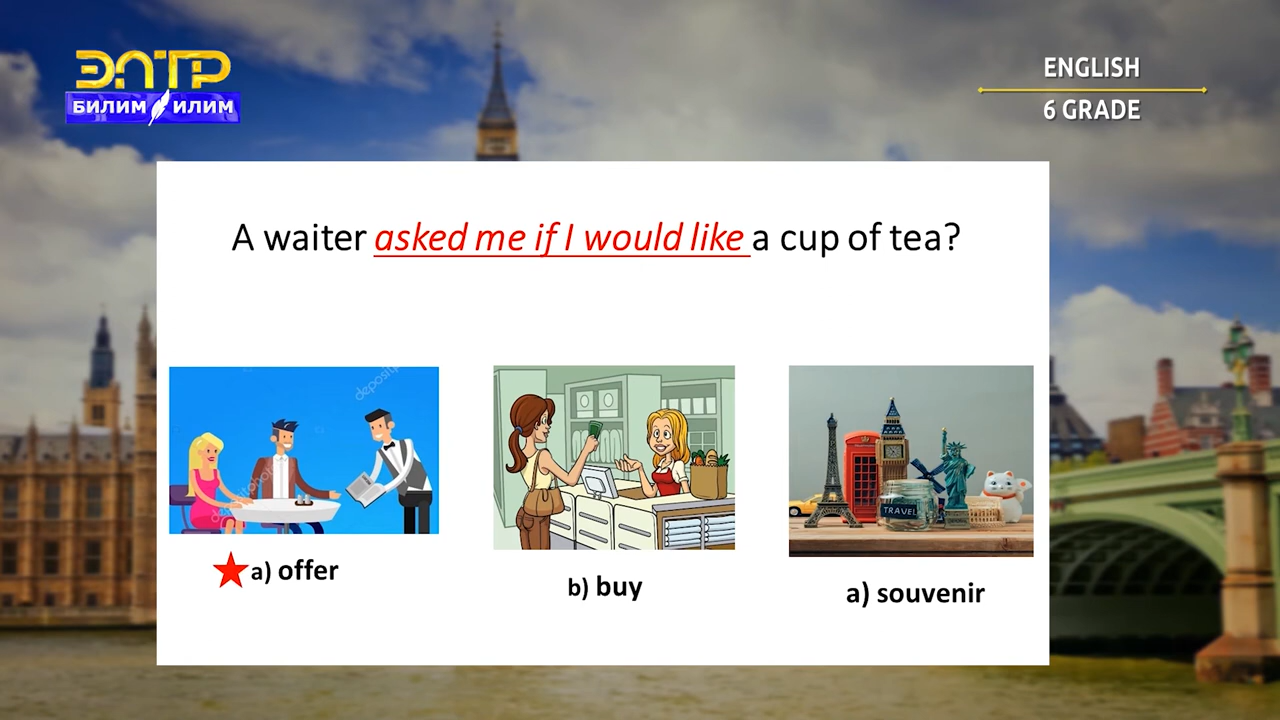 ЭЛТР
БИЛИМ ИЛИМ
ENGLISH
6 GRADE
A waiter asked me if I would like a cup of tea?
TRAVEL
a) offer
b) buy
a) souvenir